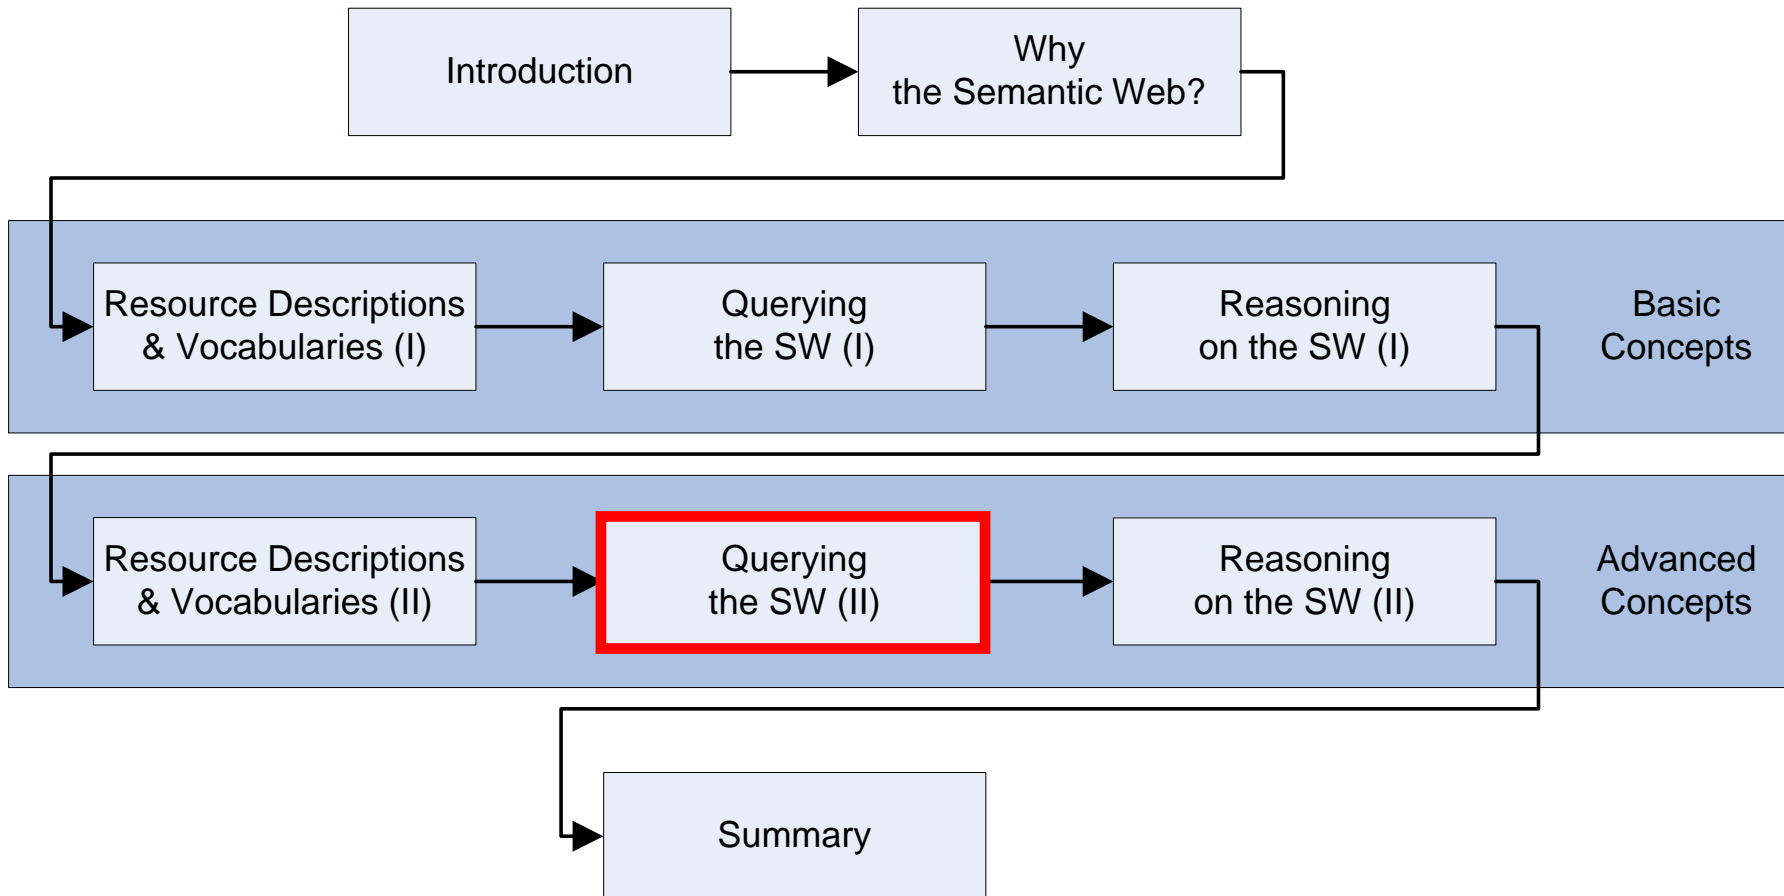 Introduction
Why
the Semantic Web?
Resource Descriptions
& Vocabularies (I)
Querying
the SW (I)
Reasoning
on the SW (I)
Basic
Concepts
Resource Descriptions
& Vocabularies (II)
Querying
the SW (II)
Reasoning
on the SW (II)
Advanced
Concepts
Summary